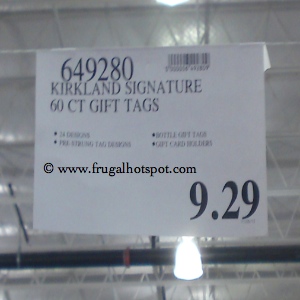 649280
KIRKLAND SIGNATURE
60 CT GIFT TAGS
•24 DESIGNS •BOTTLE GIFT TAGS
•PRE-STRUNG TAG DESIGNS •GIFT CARD HOLDERS
www.frugalhotspot.com
9.29